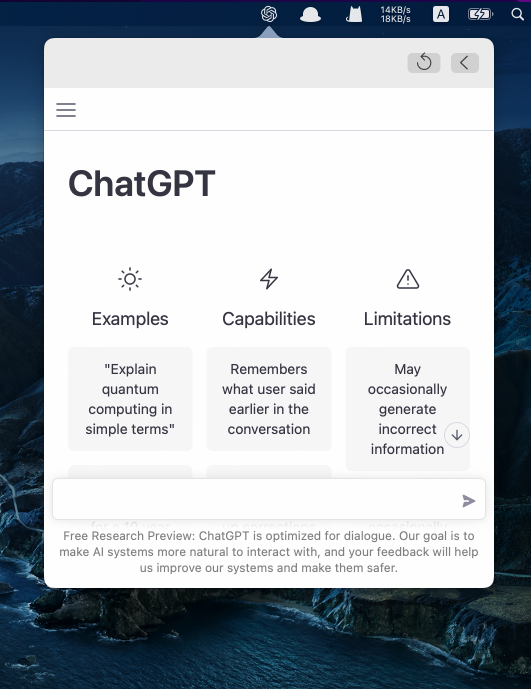 14KB/s
18KB/s
A
ChatGPT
Examples
Capabilities
Limitations
"Explain
quantum
computing in
simple terms"
Remembers
what user said
earlier in the
conversation
May
occasionally
generate
incorrect
information
Free Research Preview: ChatGPT is optimized for dialogue. Our goal is to
make AI systems more natural to interact with, and your feedback will help
us improve our systems and make them safer.